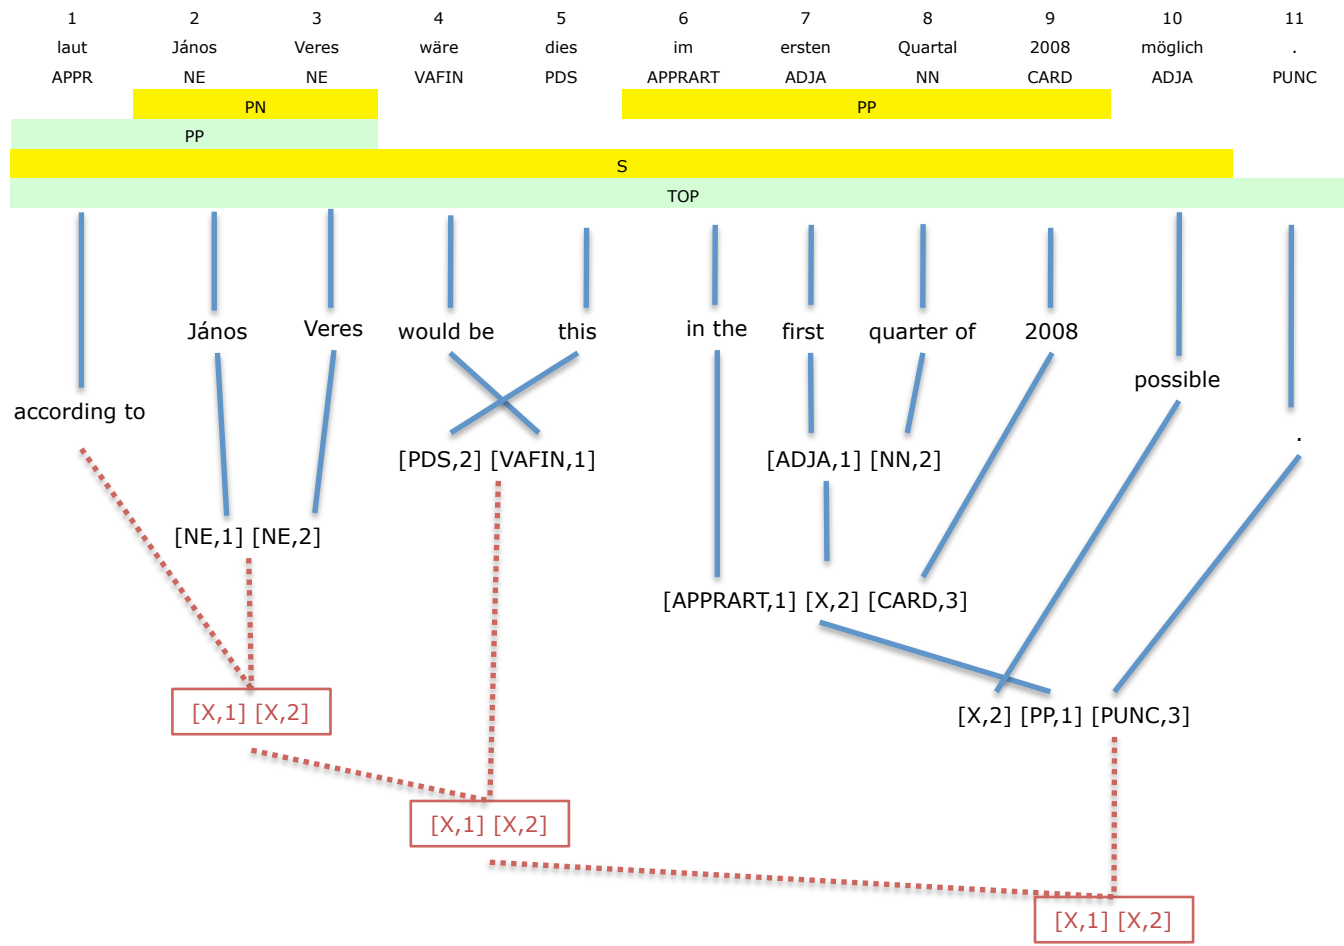 1 2 3 4 5 6 7 8 9 10 11
laut János Veres wäre dies im ersten Quartal 2008 möglich .
APPR NE NE VAFIN PDS APPRART ADJA NN CARD ADJA PUNC
PN PP
PP
S
TOP
János Veres would be this in the first quarter of 2008
possible
according to
.
[PDS,2] [VAFIN,1] [ADJA,1] [NN,2]
[NE,1] [NE,2]
[APPRART,1] [X,2] [CARD,3]
[X,1] [X,2] [X,2] [PP,1] [PUNC,3]
[X,1] [X,2]
[X,1] [X,2]